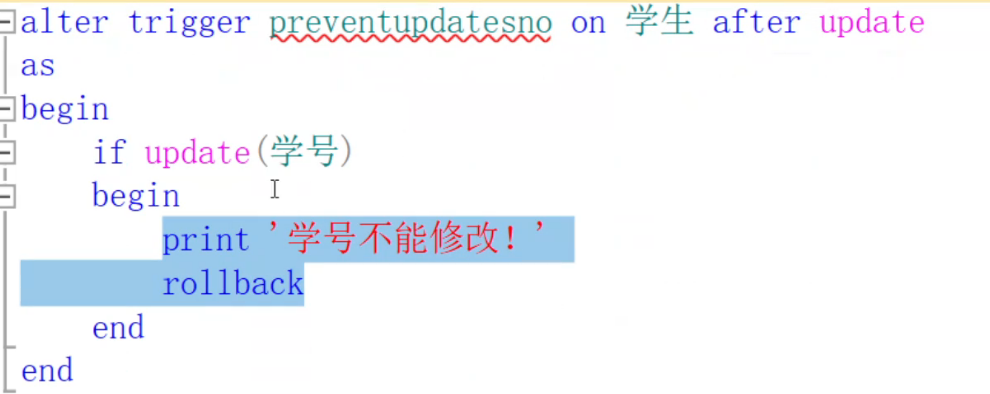 alter trigger preventupdatesno on 学生 after update
as
begin
if update(学号)
begin
print '学号不能修改！'
rollback
end
end